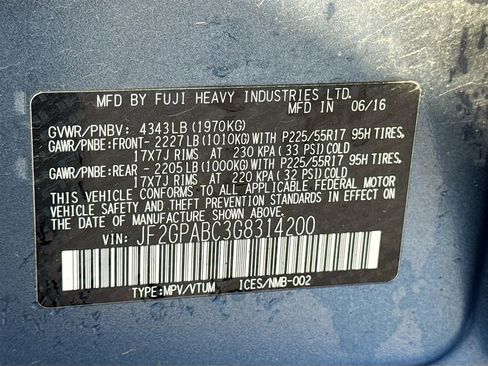 MFD BY FUJI HEAVY INDUSTRIES LTD.
MFD IN 06/16
GVWR/PNBV: 4343LB(1970KG)
GAWR/PNBE:FRONT- 2227LB(1010KG)WITH P225/55R17 95H TIRES,
17X7J RIMS AT 230 KPA(33 PSI)COLD
GAWR/PNBE:REAR -2205LB(1000KG)WITH P225/55R17 95H TIRES,
17X7J RIMS AT 220 KPA(32 PSI)COLD
THIS VEHICLE CONFORMS TO ALL APPLICABLE FEDERAL MOTOR
VEHICLE SAFETY AND BUMPER STANDARDS IN EFFECT ON
THE DATE OF MANUFACTURE SHOWN ABOVE.
VIN: JF2GPABC3G8314200
TYPE:MPV/VTUM ICES/NMB-002